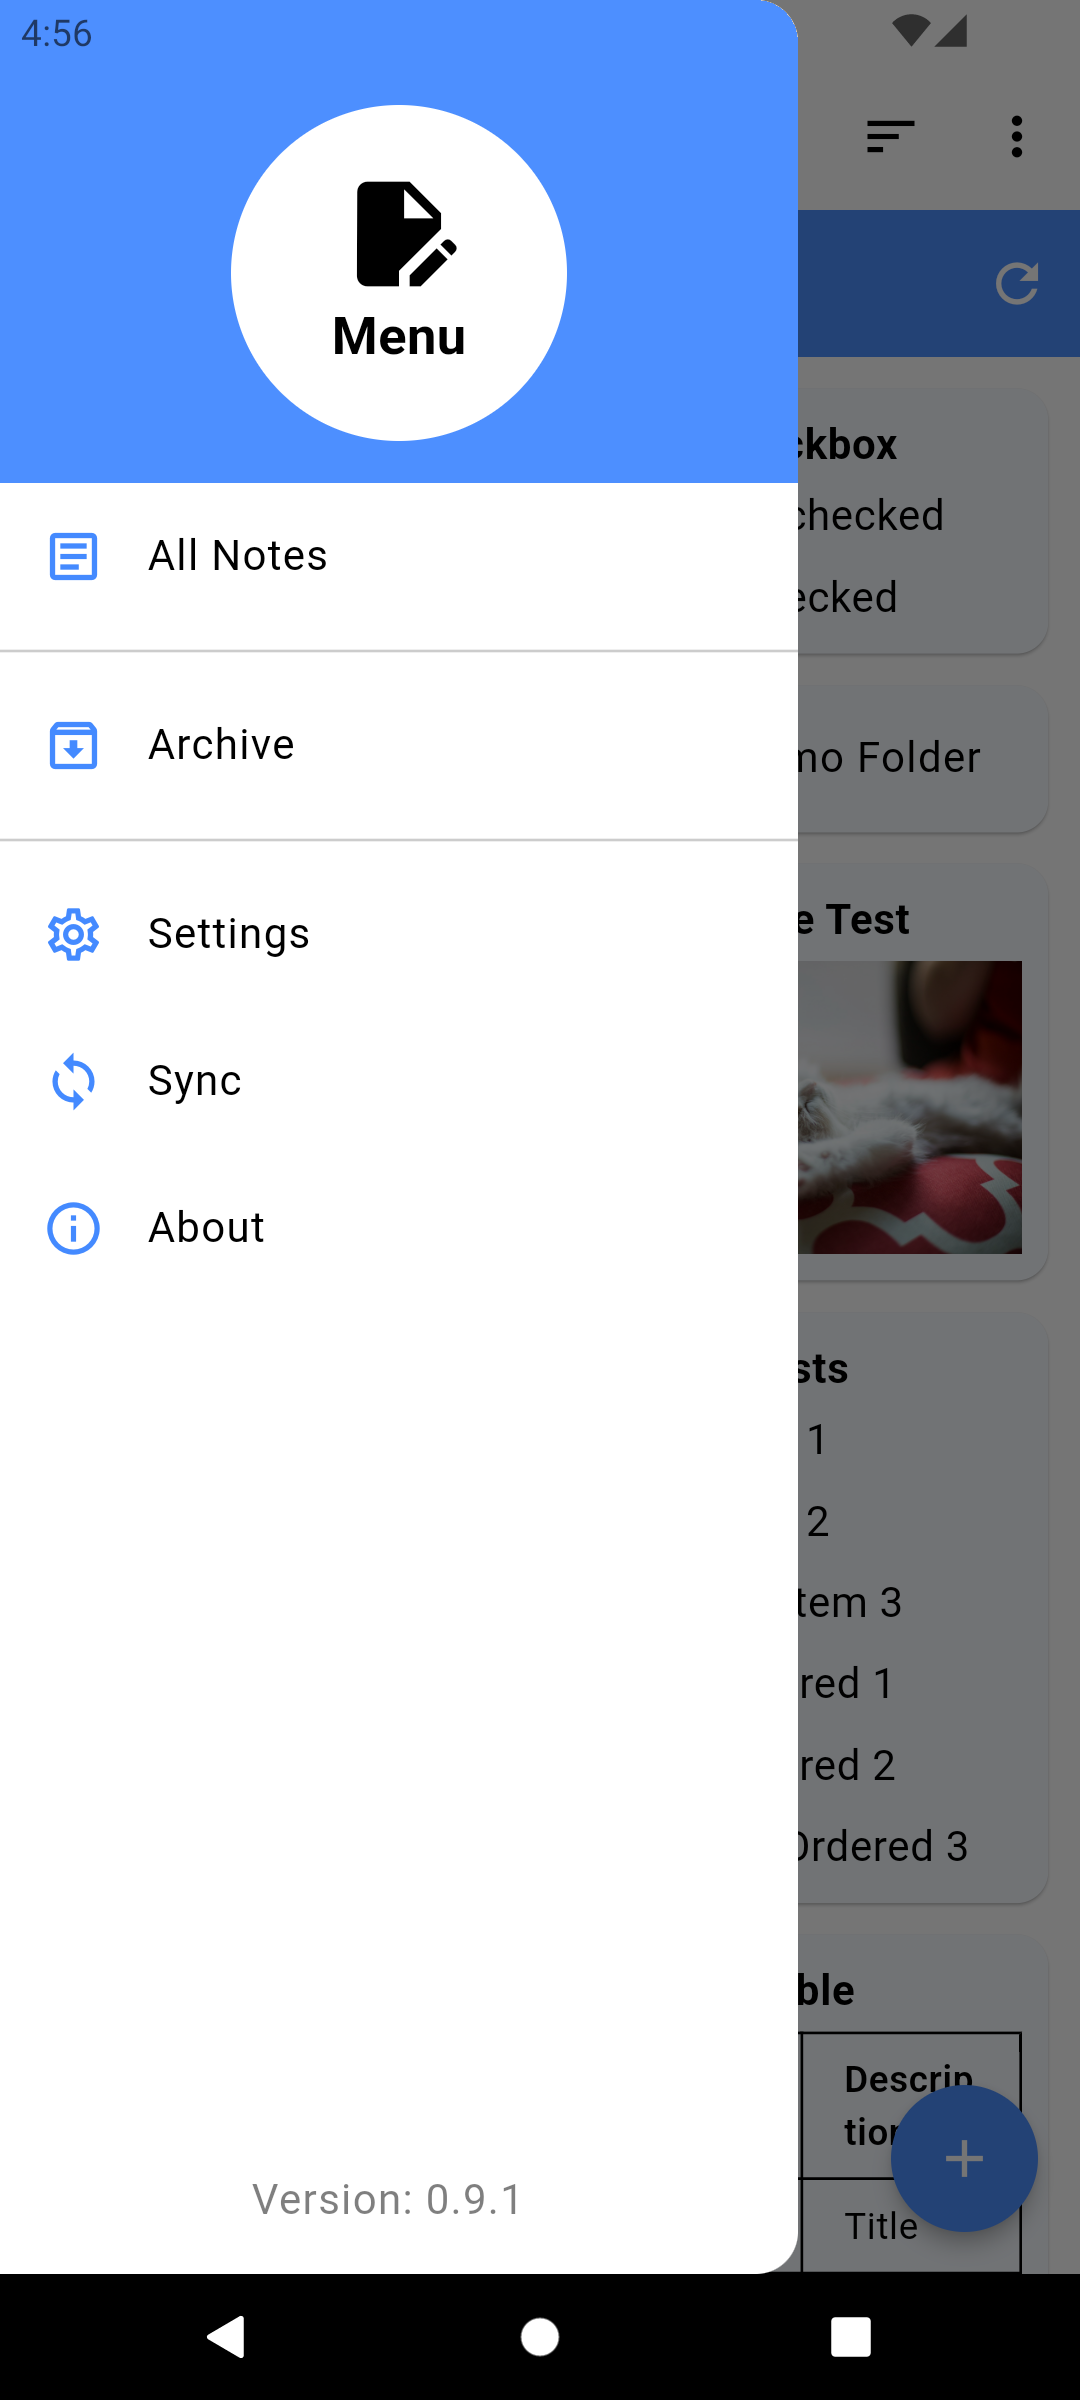 4:56
Menu
All Notes
Archive
Settings
Sync
About
Version: 0.9.1
ckbox
checked
ecked
mo Folder
e Test
sts
1
2
tem 3
red 1
red 2
Ordered 3
ble
Descrip
tion
Title